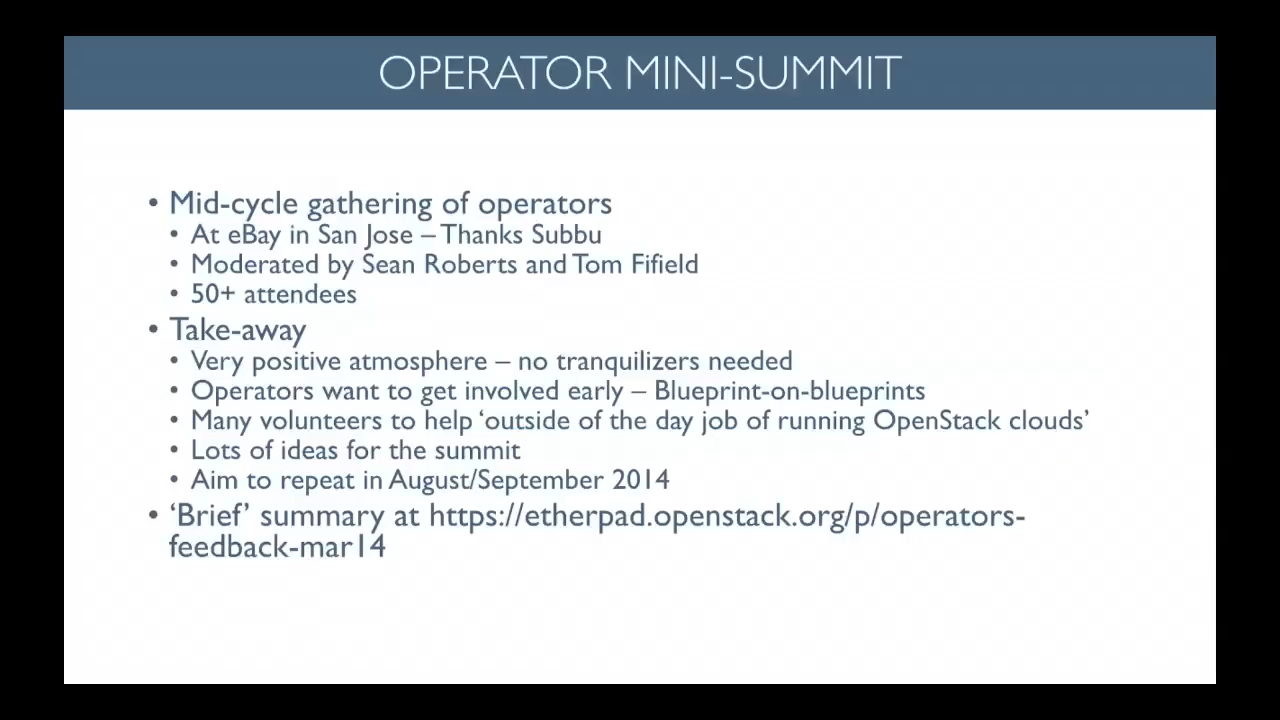 OPERATOR MINI-SUMMIT
• Mid-cycle gathering of operators
• At eBay in San Jose – Thanks Subbu
• Moderated by Sean Roberts and Tom Fifield
• 50+ attendees
• Take-away
• Very positive atmosphere – no tranquilizers needed
• Operators want to get involved early – Blueprint-on-blueprints
• Many volunteers to help ‘outside of the day job of running OpenStack clouds’
• Lots of ideas for the summit
• Aim to repeat in August/September 2014
• ‘Brief’ summary at https://etherpad.openstack.org/p/operators-
feedback-mar14